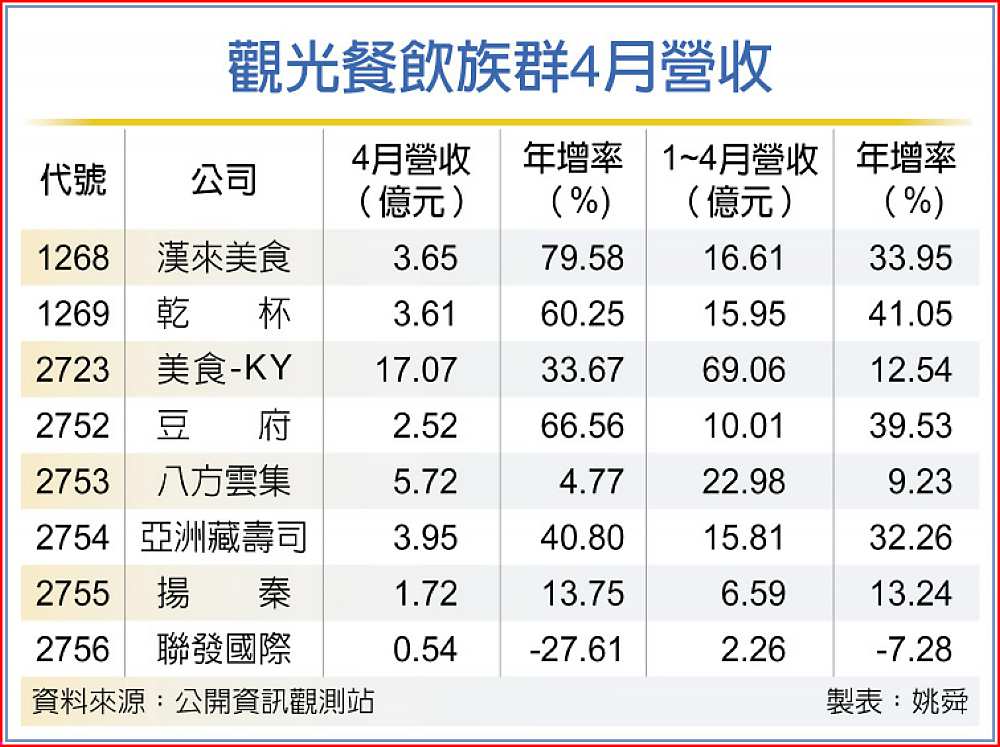 觀光餐飲族群4月營收
代號 公司 4月營收（億元） 年增率（%） 1~4月營收（億元） 年增率（%）
1268 漢來美食 3.65 79.58 16.61 33.95
1269 乾杯 3.61 60.25 15.95 41.05
2723 美食-KY 17.07 33.67 69.06 12.54
2752 豆府 2.52 66.56 10.01 39.53
2753 八方雲集 5.72 4.77 22.98 9.23
2754 亞洲藏壽司 3.95 40.80 15.81 32.26
2755 揚秦 1.72 13.75 6.59 13.24
2756 聯發國際 0.54 -27.61 2.26 -7.28
資料來源：公開資訊觀測站 製表：姚舜